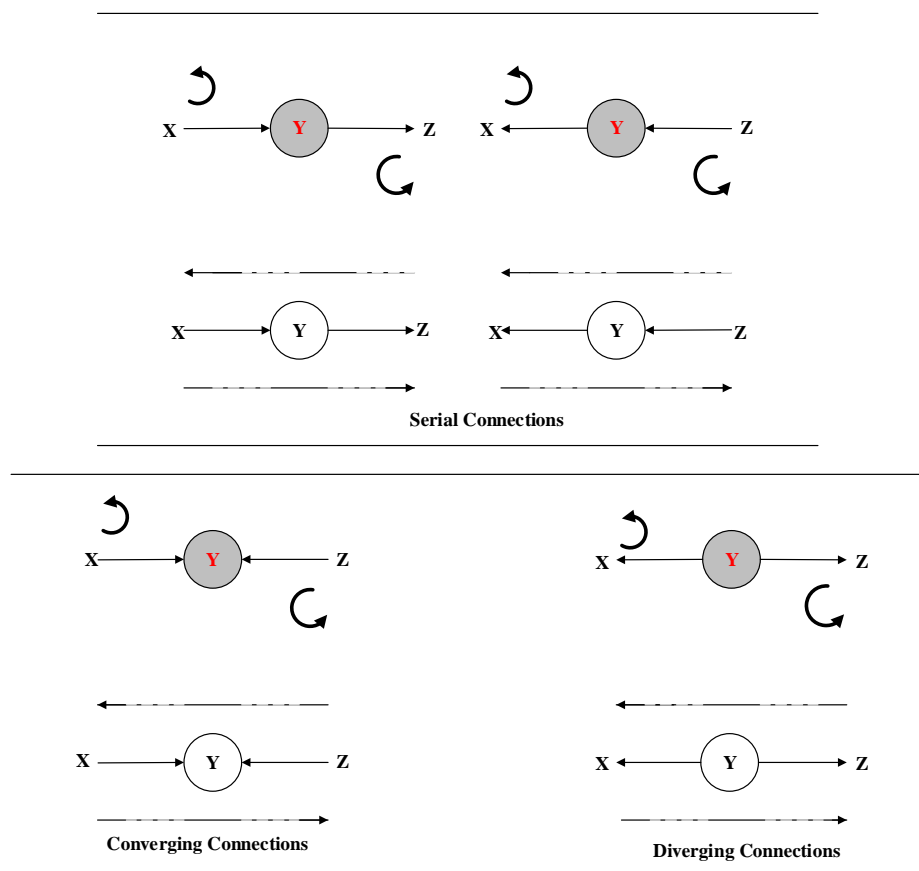 X Y Z X Y Z
X Y Z X Y Z
Serial Connections
X Y Z X Y Z
X Y Z X Y Z
Converging Connections
Diverging Connections